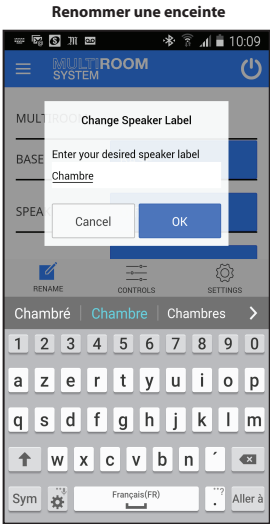 Renommer une enceinte
10:09
MULTIROOM
SYSTEM
MULTIROO
Change Speaker Label
BASE
Enter your desired speaker label
Chambre
SPEAK
Cancel OK
RENAME CONTROLS SETTINGS
Chambré Chambre Chambres
1 2 3 4 5 6 7 8 9 0
a z e r t y u i o p
q s d f g h j k l m
w x c v b n ´
Sym Français(FR) . Aller à